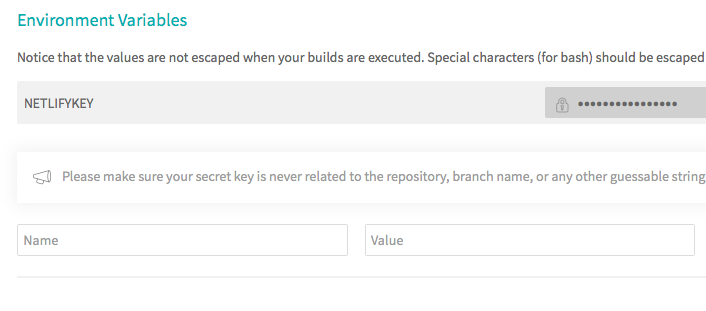 Environment Variables
Notice that the values are not escaped when your builds are executed. Special characters (for bash) should be escaped
NETLIFYKEY ••••••••••••••••
Please make sure your secret key is never related to the repository, branch name, or any other guessable string
Name Value